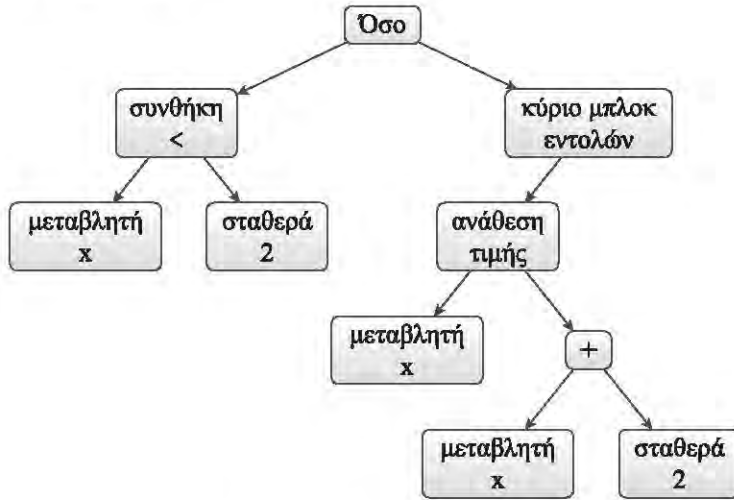 Όσο
συνθήκη
<
κύριο μπλοκ
εντολών
μεταβλητή
x
σταθερά
2
ανάθεση
τιμής
μεταβλητή
x
+
μεταβλητή
x
σταθερά
2